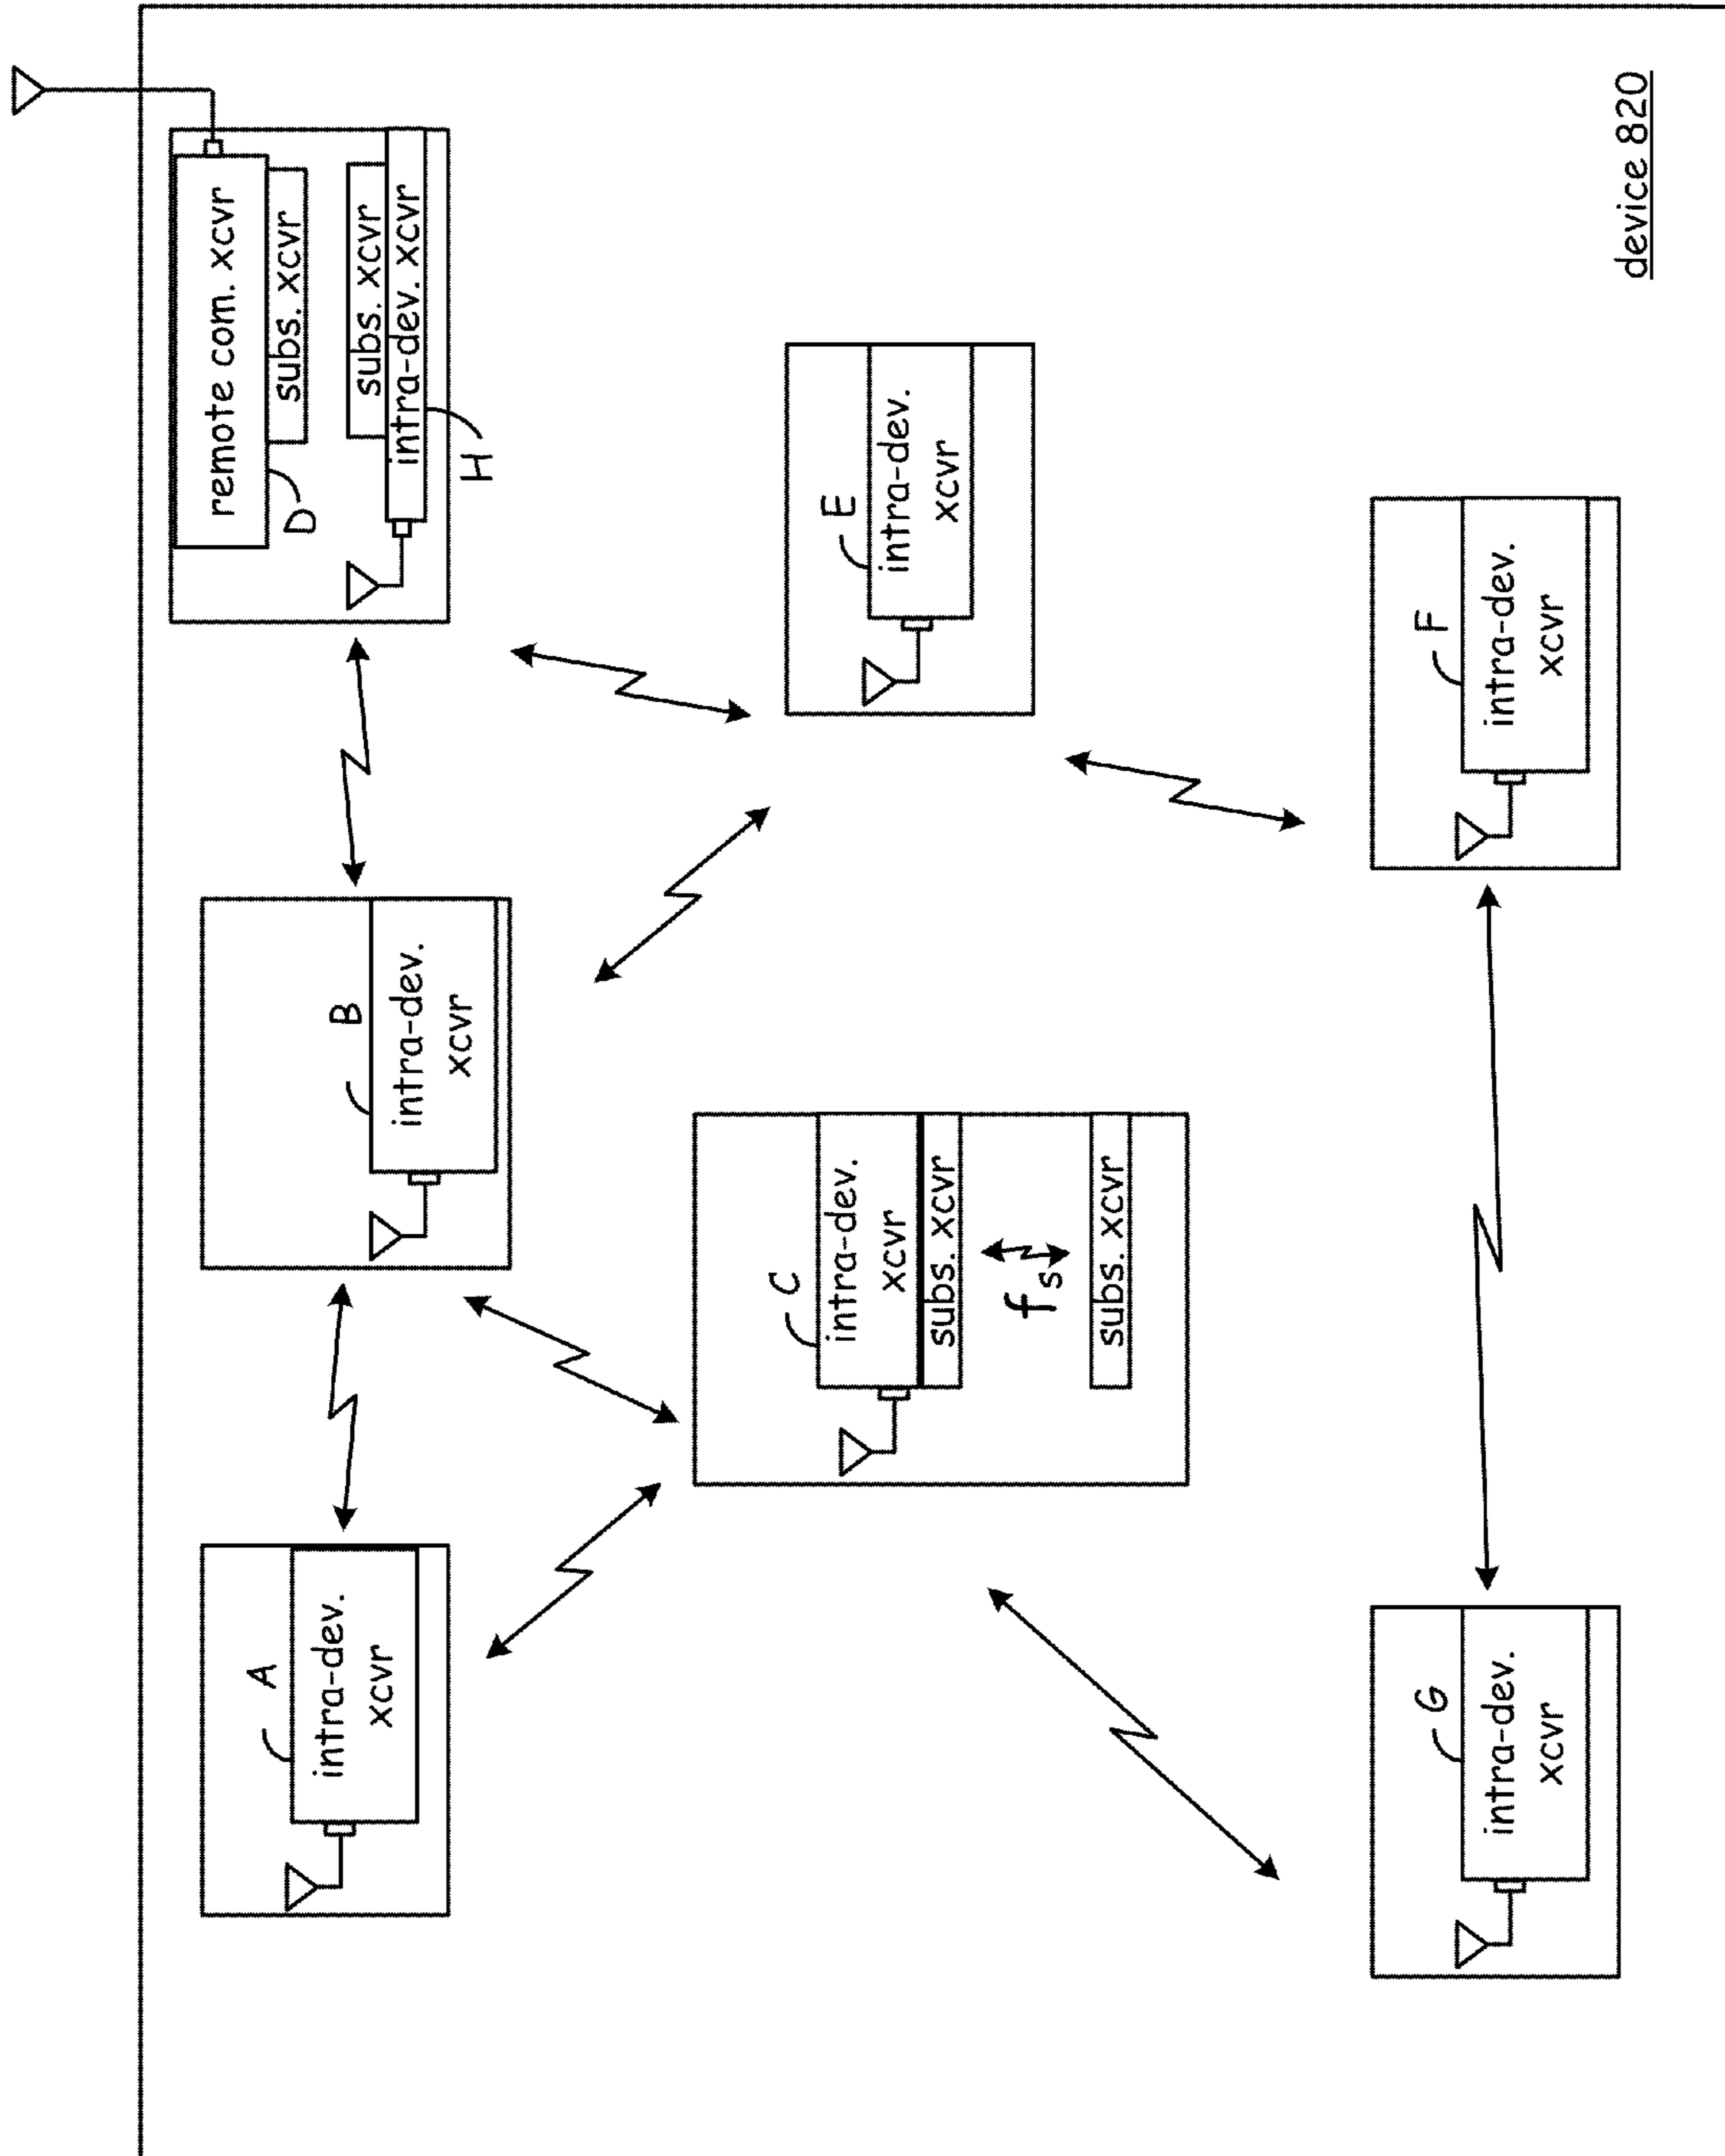 A
intra-dev.
xcvr
B
intra-dev.
xcvr
remote com. xcvr
D
subs. xcvr
subs. xcvr
intra-dev. xcvr
H
C
intra-dev.
xcvr
subs. xcvr
fs
subs. xcvr
E
intra-dev.
xcvr
G
intra-dev.
xcvr
F
intra-dev.
xcvr
device 820